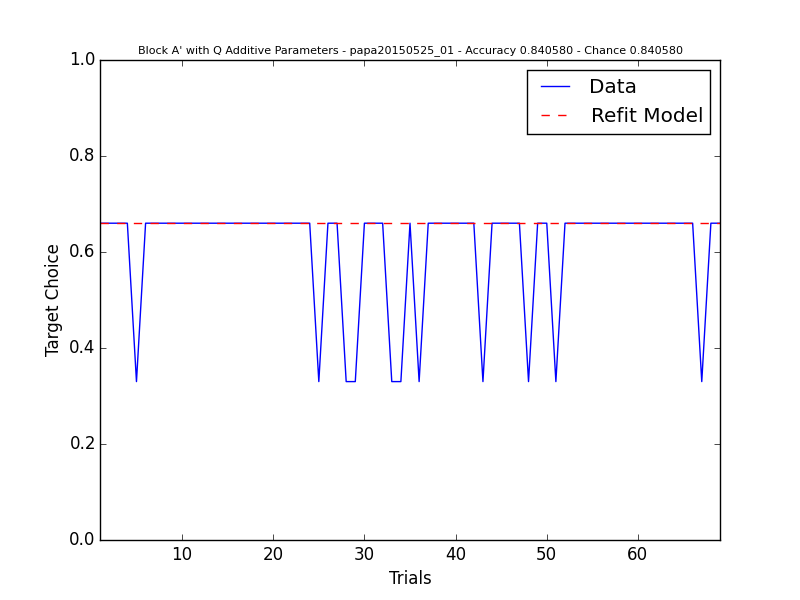 Block A' with Q Additive Parameters - papa20150525_01 - Accuracy 0.840580 - Chance 0.840580
1.0
Data
Refit Model
0.8
0.6
Target Choice
0.4
0.2
0.0
10 20 30 40 50 60
Trials